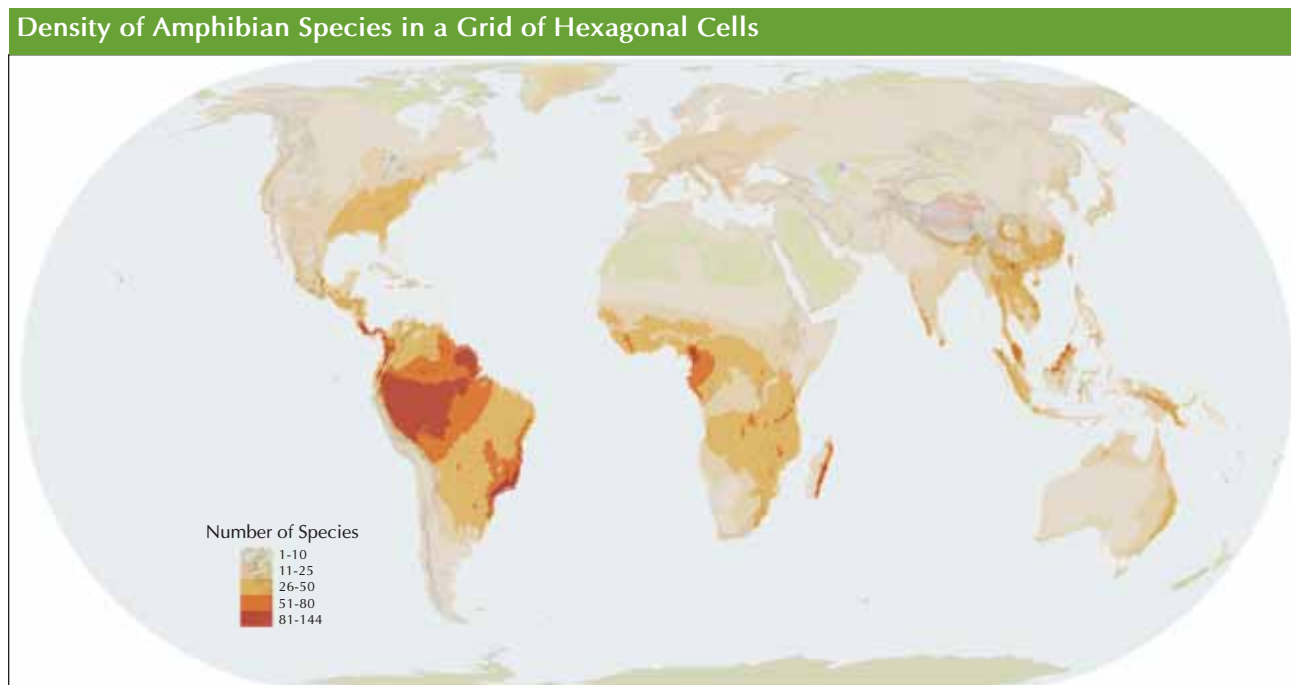 Density of Amphibian Species in a Grid of Hexagonal Cells
Number of Species
1-10
11-25
26-50
51-80
81-144